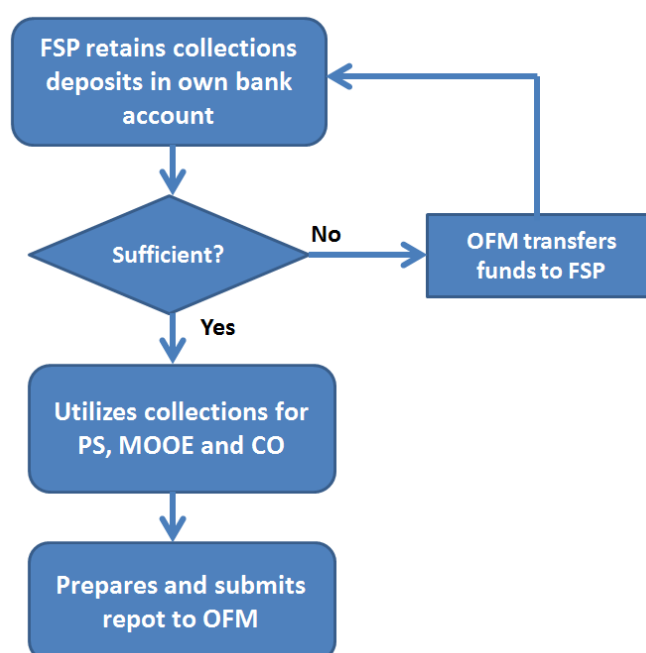 FSP retains collections
deposits in own bank
account
Sufficient?
No
OFM transfers
funds to FSP
Yes
Utilizes collections for
PS, MOOE and CO
Prepares and submits
repot to OFM